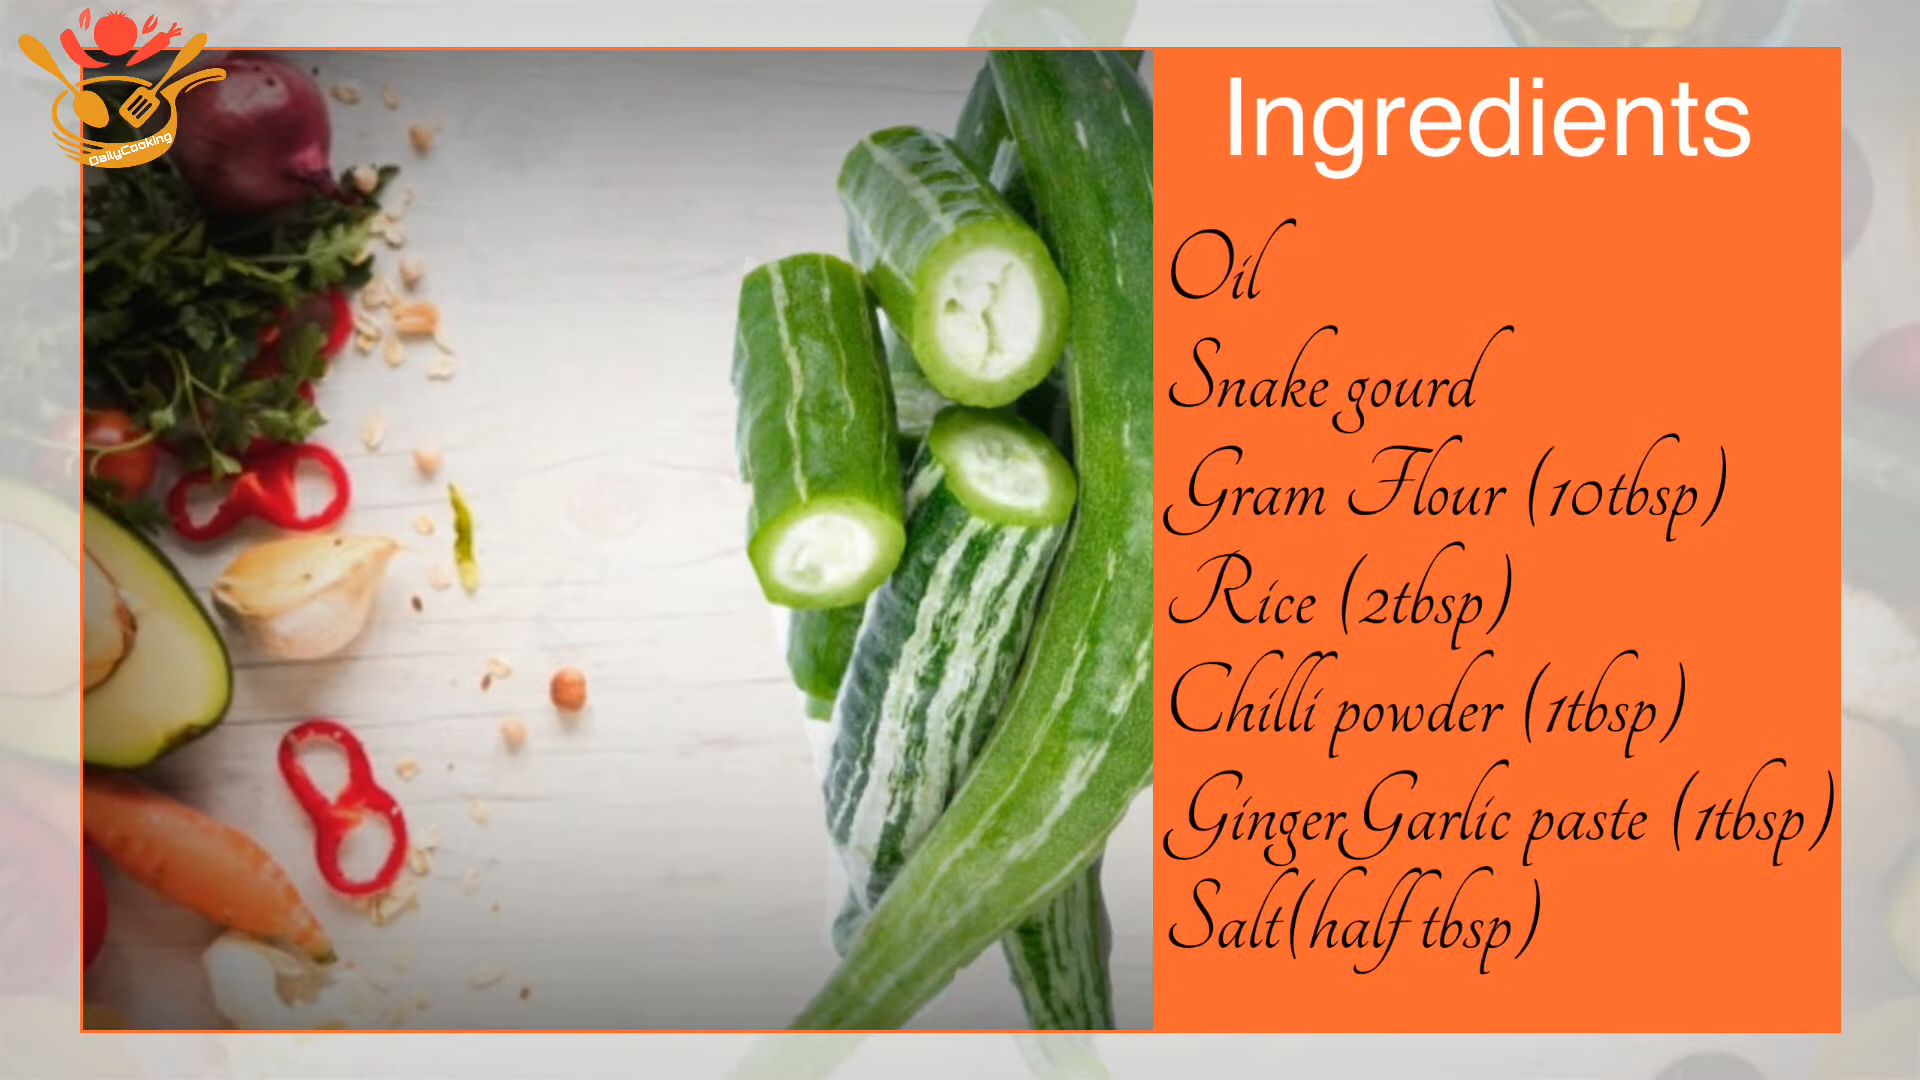 DailyCooking
Ingredients
Oil
Snake gourd
Gram Flour (10tbsp)
Rice (2tbsp)
Chilli powder (1tbsp)
Ginger,Garlic paste (1tbsp)
Salt(half tbsp)